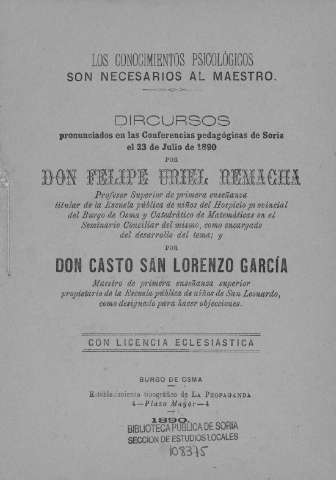 LOS CONOCIMIENTOS PSICOLÓGICOS
SON NECESARIOS AL MAESTRO.
DIRCURSOS
pronunciados en las Conferencias pedagógicas de Soria
el 23 de Julio de 1890
POR
DON FELIPE URIEL REMACHA
Profesor Superior de primera enseñanza
titular de la Escuela pública de niños del Hospicio provincial
del Burgo de Osma y Catedrático de Matemáticas en el
Seminario Conciliar del mismo, como encargado
del desarrollo del tema; y
POR
DON CASTO SAN LORENZO GARCÍA
Maestro de primera enseñanza superior
propietario de la Escuela pública de niños de San Leonardo,
como designado para hacer objecciones.
CON LICENCIA ECLESIÁSTICA
BURGO DE OSMA
Establecimiento tipográfico de LA PROPAGANDA
4—Plaza Mayor—4
1890.
BIBLIOTECA PÚBLICA DE SORIA
SECCION DE ESTUDIOS LOCALES
108375